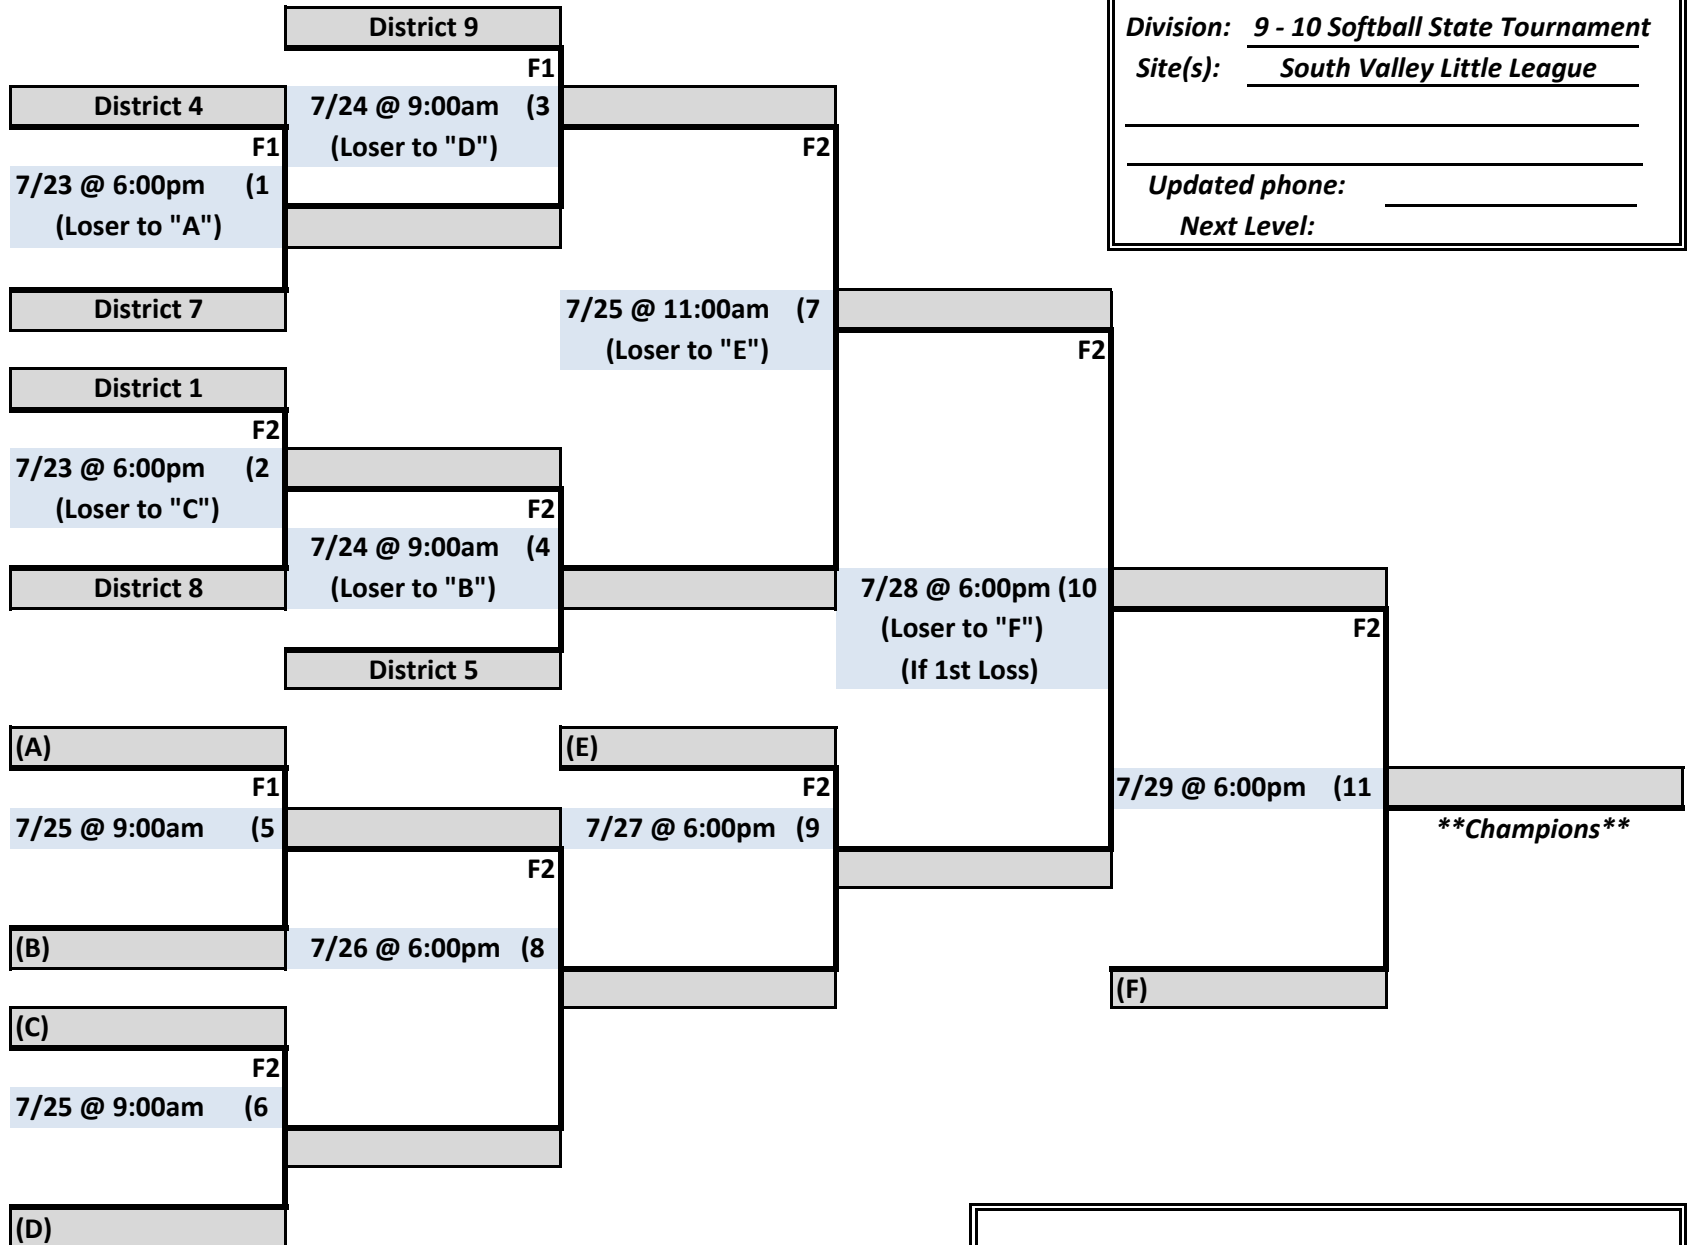 Division: 9 - 10 Softball State Tournament
Site(s): South Valley Little League
Updated phone:
Next Level:
District 9
F1
District 4
7/24 @ 9:00am (3
F1
(Loser to "D")
F2
7/23 @ 6:00pm (1
(Loser to "A")
District 7
7/25 @ 11:00am (7
(Loser to "E")
F2
District 1
F2
7/23 @ 6:00pm (2
(Loser to "C")
F2
7/24 @ 9:00am (4
District 8
(Loser to "B")
7/28 @ 6:00pm (10
(Loser to "F")
F2
District 5
(If 1st Loss)
(A)
(E)
F1
F2
7/29 @ 6:00pm (11
7/25 @ 9:00am (5
7/27 @ 6:00pm (9
**Champions**
F2
(B)
7/26 @ 6:00pm (8
(F)
(C)
F2
7/25 @ 9:00am (6
(D)